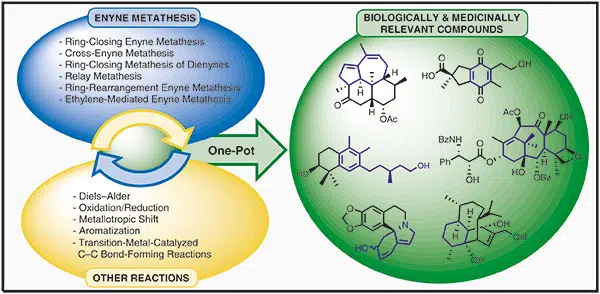 ENYNE METATHESIS
- Ring-Closing Enyne Metathesis
- Cross-Enyne Metathesis
- Ring-Closing Metathesis of Dienynes
- Relay Metathesis
- Ring-Rearrangement Enyne Metathesis
- Ethylene-Mediated Enyne Metathesis
One-Pot
- Diels–Alder
- Oxidation/Reduction
- Metallotropic Shift
- Aromatization
- Transition-Metal-Catalyzed
C–C Bond-Forming Reactions
OTHER REACTIONS
BIOLOGICALLY & MEDICINALLY
RELEVANT COMPOUNDS
H
O
H
H
OAc
HO
O
O
O
OH
HO
OH
AcO
O
OH
BzHN
O
Ph
O
OH
HO
H
OBz
O
O
O
N
HO
H
H
OH